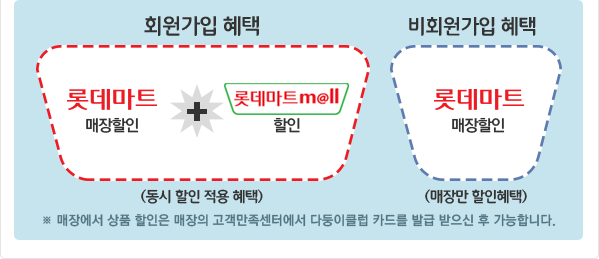 회원가입 혜택
비회원가입 혜택
롯데마트
매장할인
롯데마트m@ll
할인
롯데마트
매장할인
(동시 할인 적용 혜택)
(매장만 할인혜택)
※ 매장에서 상품 할인은 매장의 고객만족센터에서 다둥이클럽 카드를 발급 받으신 후 가능합니다.